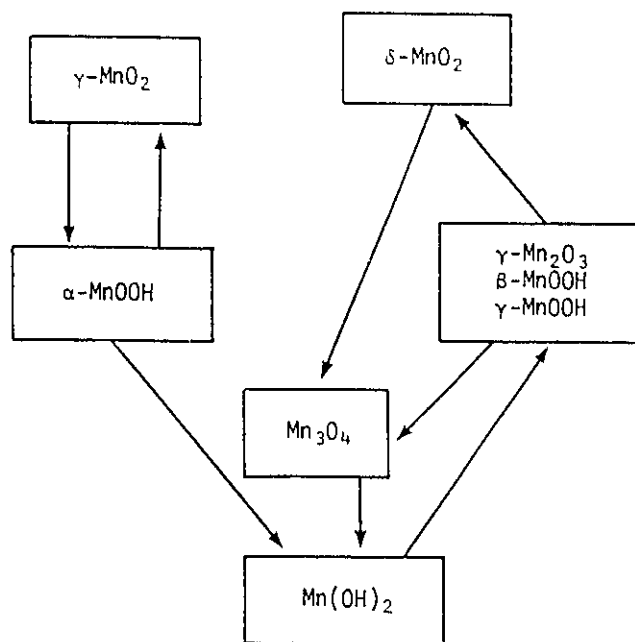 γ-MnO₂
δ-MnO₂
α-MnOOH
γ-Mn₂O₃
β-MnOOH
γ-MnOOH
Mn₃O₄
Mn(OH)₂